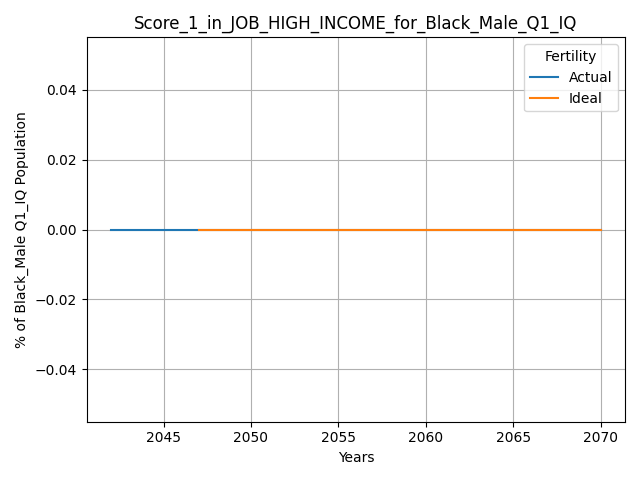 Score_1_in_JOB_HIGH_INCOME_for_Black_Male_Q1_IQ
Fertility
Actual
Ideal
% of Black_Male Q1_IQ Population
0.04
0.02
0.00
−0.02
−0.04
2045 2050 2055 2060 2065 2070
Years